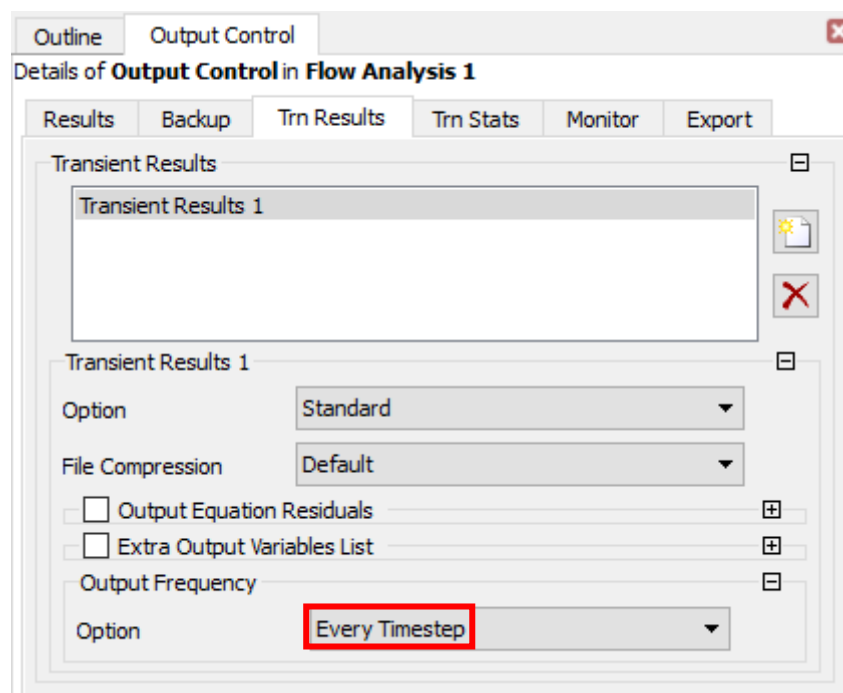 Outline Output Control
Details of Output Control in Flow Analysis 1
Results Backup Trn Results Trn Stats Monitor Export
Transient Results
Transient Results 1
Transient Results 1
Option Standard
File Compression Default
Output Equation Residuals
Extra Output Variables List
Output Frequency
Option Every Timestep